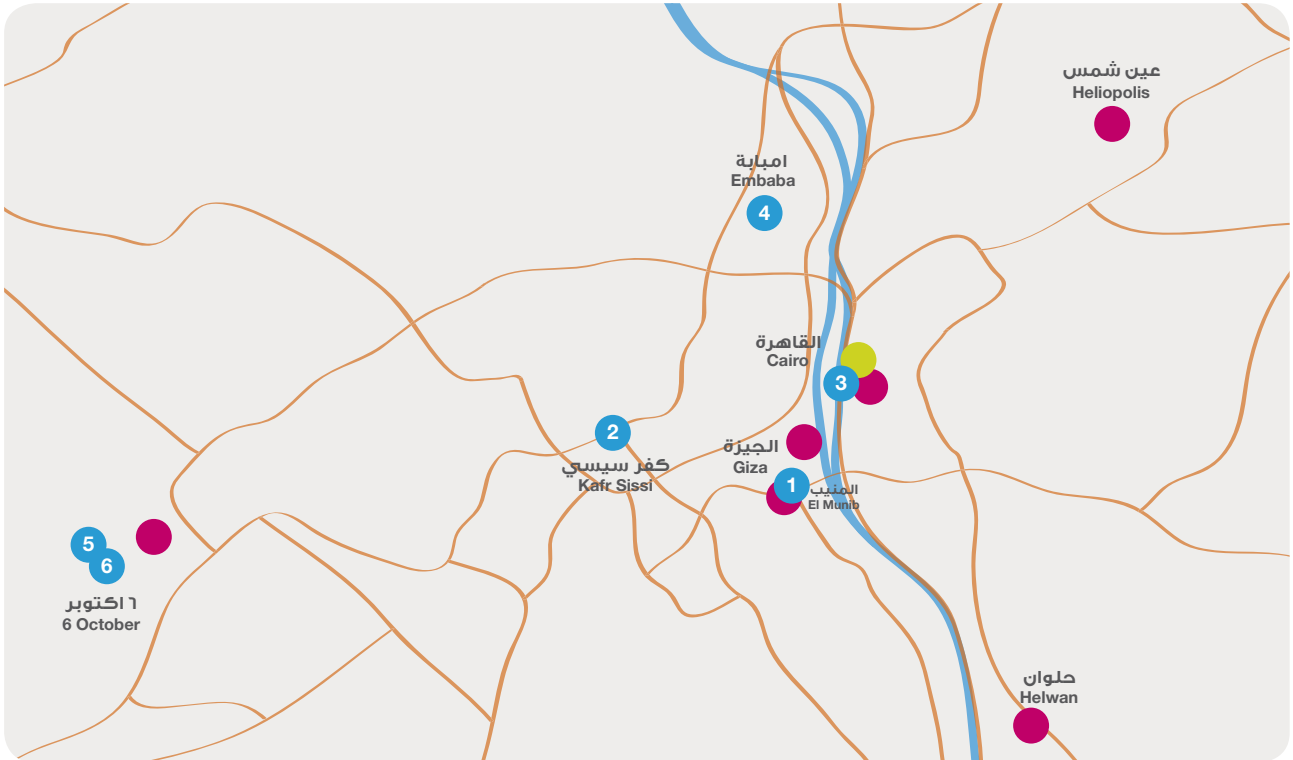 عين شمس
Heliopolis
امبابة
Embaba
4
القاهرة
Cairo
3
2
كفر سيسي
Kafr Sissi
الجيزة
Giza
1
المنيب
El Munib
5
6
٦ اكتوبر
6 October
حلوان
Helwan